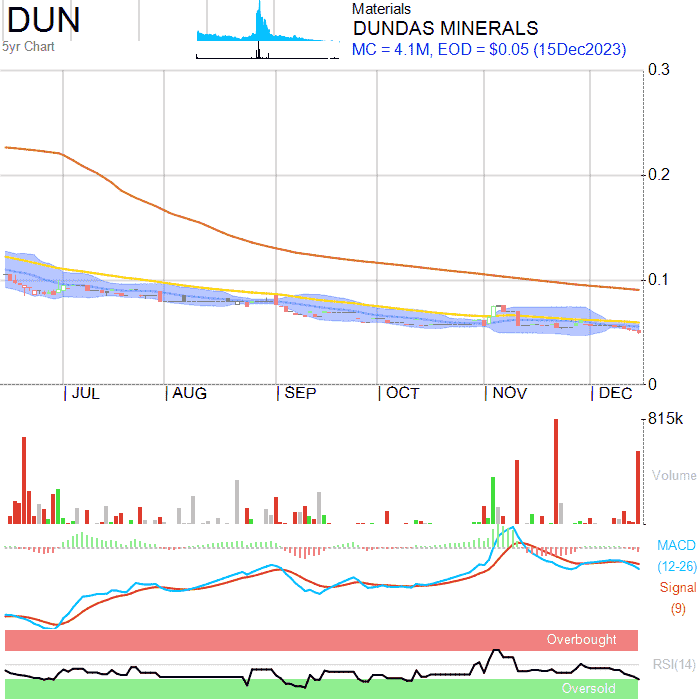 DUN
5yr Chart
Materials
DUNDAS MINERALS
MC = 4.1M, EOD = $0.05 (15Dec2023)
0.3
0.2
0.1
0
JUL AUG SEP OCT NOV DEC
815k
Volume
MACD
(12-26)
Signal
(9)
Overbought
RSI(14)
Oversold